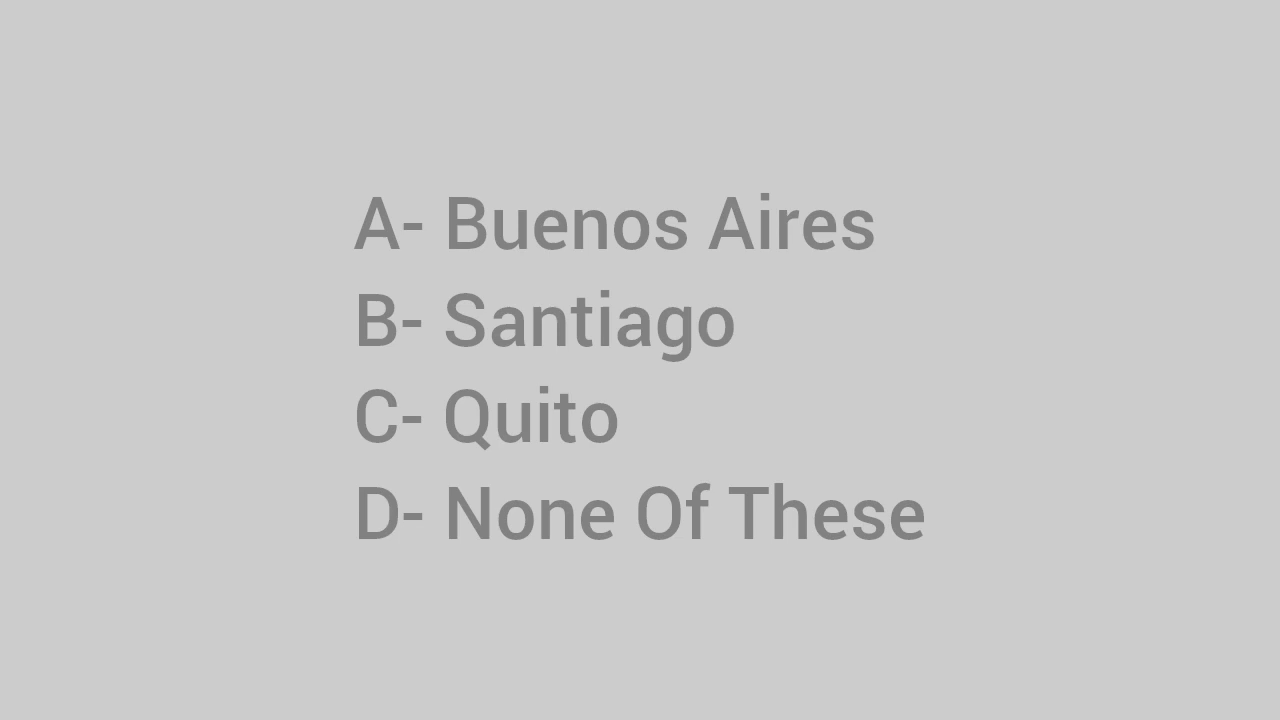 A- Buenos Aires
B- Santiago
C- Quito
D- None Of These